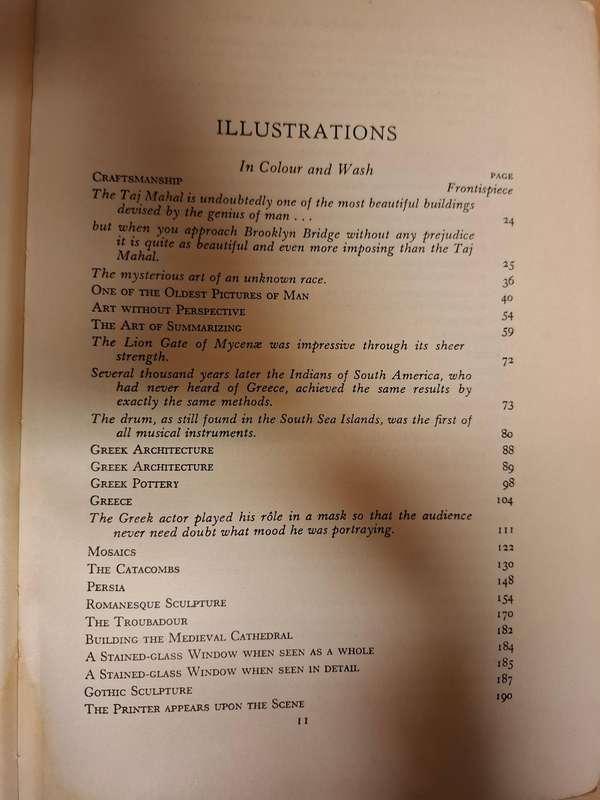 ILLUSTRATIONS
In Colour and Wash
PAGE
CRAFTSMANSHIP Frontispiece
The Taj Mahal is undoubtedly one of the most beautiful buildings
devised by the genius of man . . . 24
but when you approach Brooklyn Bridge without any prejudice
it is quite as beautiful and even more imposing than the Taj
Mahal. 25
The mysterious art of an unknown race. 36
ONE OF THE OLDEST PICTURES OF MAN 40
ART WITHOUT PERSPECTIVE 54
THE ART OF SUMMARIZING 59
The Lion Gate of Mycenæ was impressive through its sheer
strength. 72
Several thousand years later the Indians of South America, who
had never heard of Greece, achieved the same results by
exactly the same methods. 73
The drum, as still found in the South Sea Islands, was the first of
all musical instruments. 80
GREEK ARCHITECTURE 88
GREEK ARCHITECTURE 89
GREEK POTTERY 98
GREECE 104
The Greek actor played his rôle in a mask so that the audience
never need doubt what mood he was portraying. 111
MOSAICS 122
THE CATACOMBS 130
PERSIA 148
ROMANESQUE SCULPTURE 154
THE TROUBADOUR 170
BUILDING THE MEDIEVAL CATHEDRAL 182
A STAINED-GLASS WINDOW WHEN SEEN AS A WHOLE 184
A STAINED-GLASS WINDOW WHEN SEEN IN DETAIL 185
GOTHIC SCULPTURE 187
THE PRINTER APPEARS UPON THE SCENE 190
11